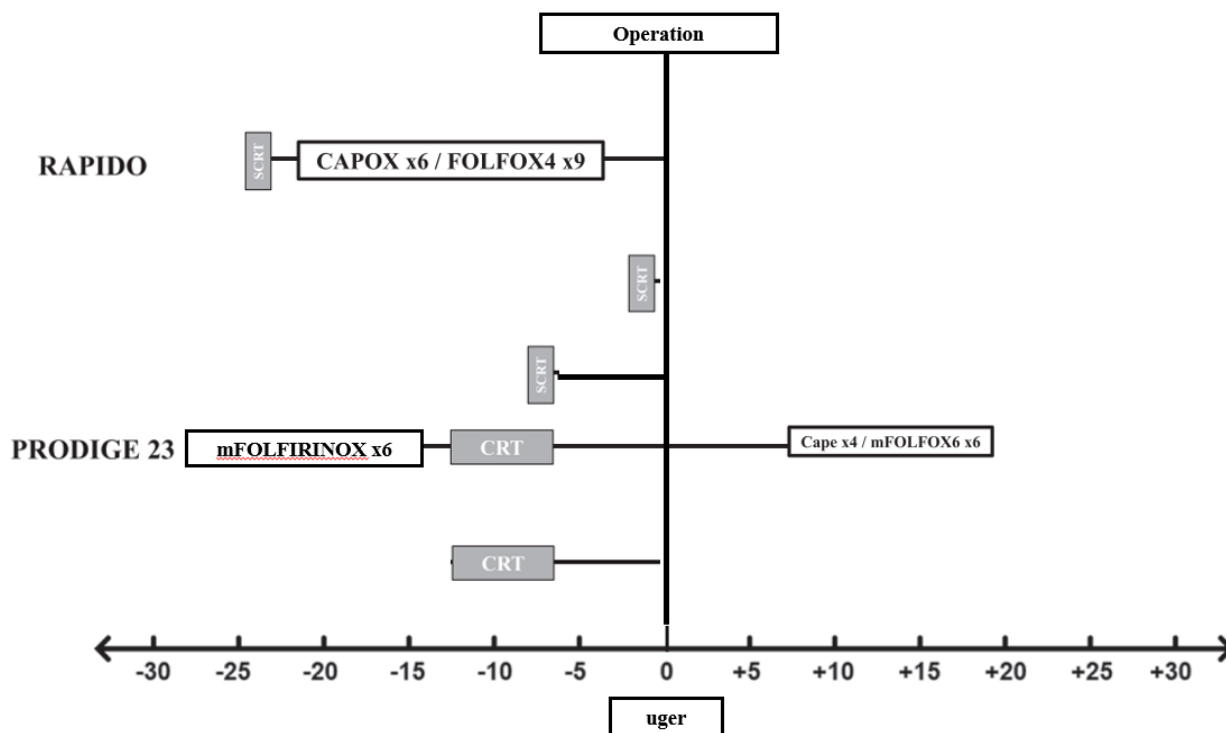 Operation
RAPIDO
SCRT
CAPOX x6 / FOLFOX4 x9
SCRT
SCRT
PRODIGE 23
mFOLFIRINOX x6
CRT
Cape x4 / mFOLFOX6 x6
CRT
-30 -25 -20 -15 -10 -5 0 +5 +10 +15 +20 +25 +30
uger